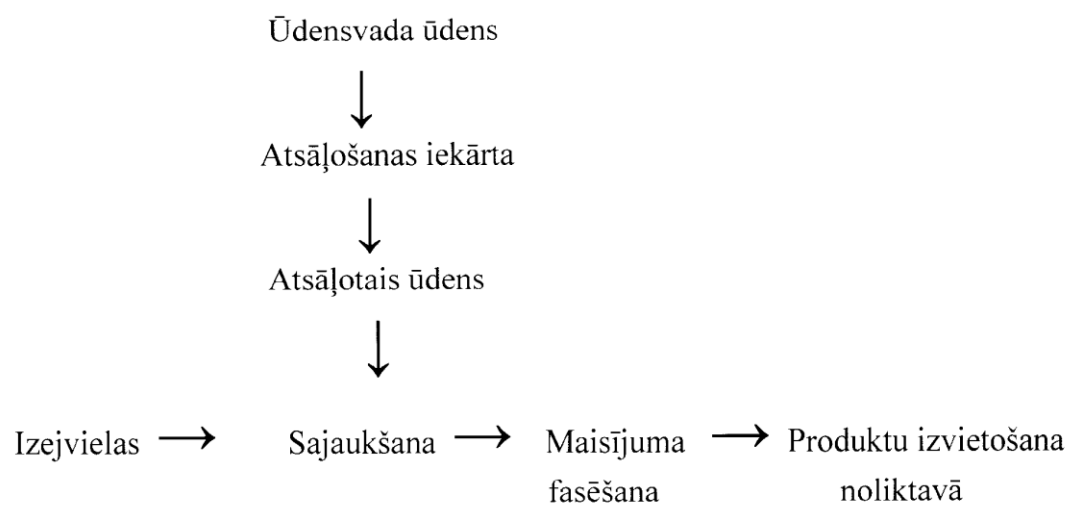 Ūdensvada ūdens
Atsāļošanas iekārta
Atsāļotais ūdens
Izejvielas → Sajaukšana → Maisījuma → Produktu izvietošana
fasēšana noliktavā